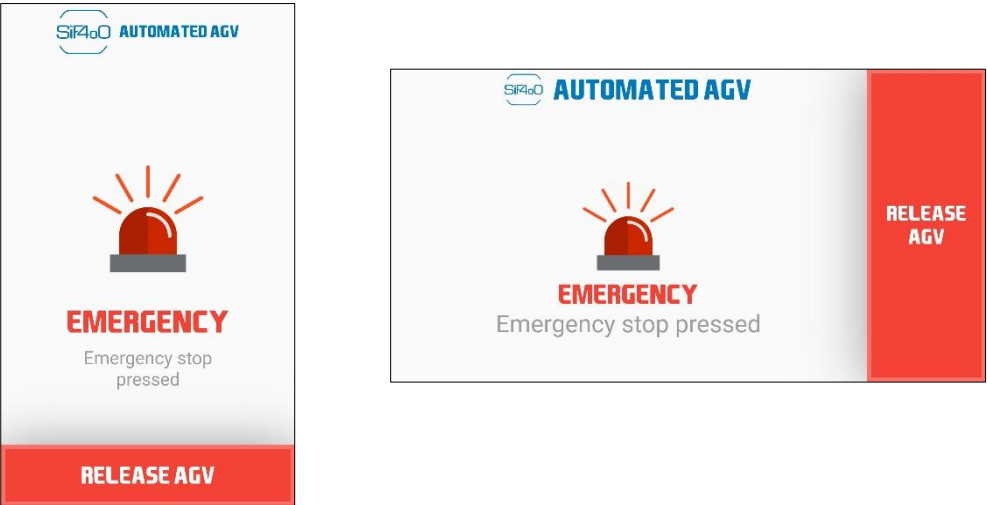 SiF4.0 AUTOMATED AGV
EMERGENCY
Emergency stop
pressed
RELEASE AGV
SiF4.0 AUTOMATED AGV
EMERGENCY
Emergency stop pressed
RELEASE
AGV